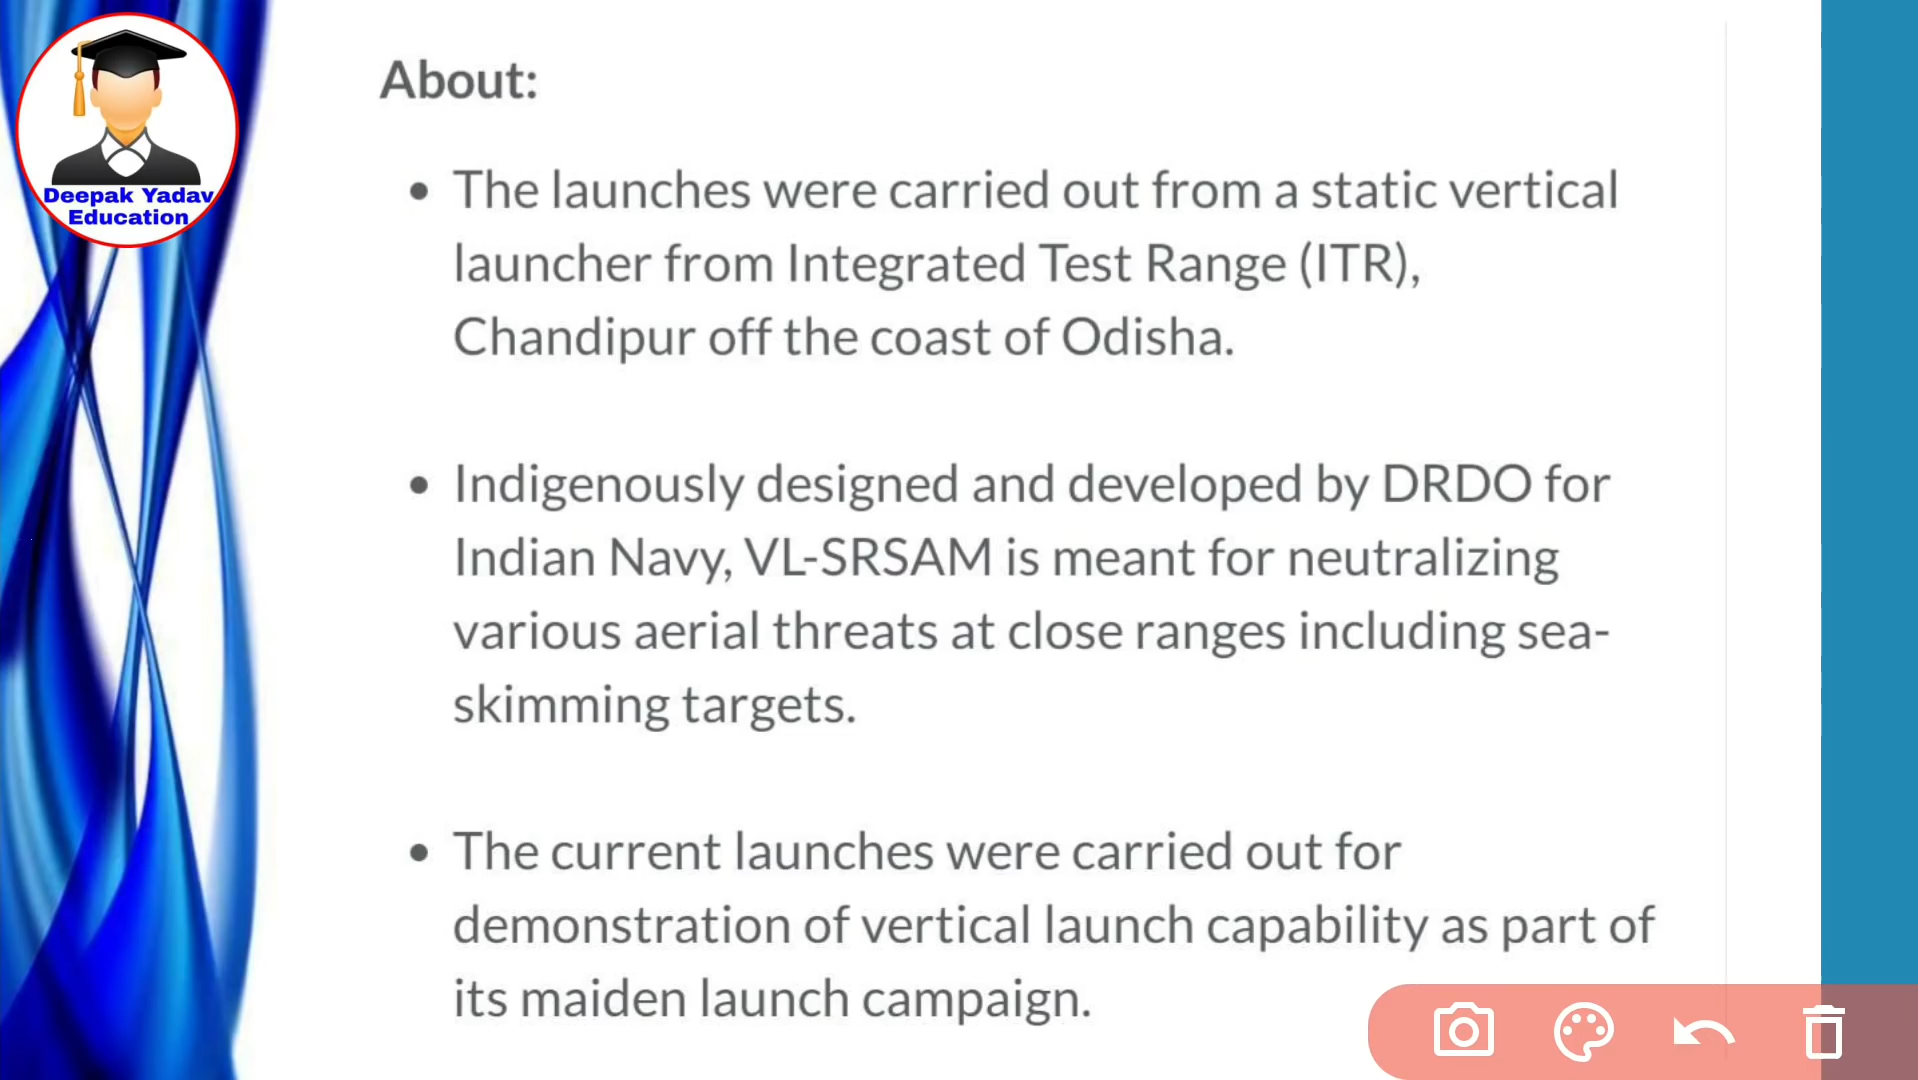 Deepak Yadav
Education
About:
• The launches were carried out from a static vertical
launcher from Integrated Test Range (ITR),
Chandipur off the coast of Odisha.
• Indigenously designed and developed by DRDO for
Indian Navy, VL-SRSAM is meant for neutralizing
various aerial threats at close ranges including sea-
skimming targets.
• The current launches were carried out for
demonstration of vertical launch capability as part of
its maiden launch campaign.